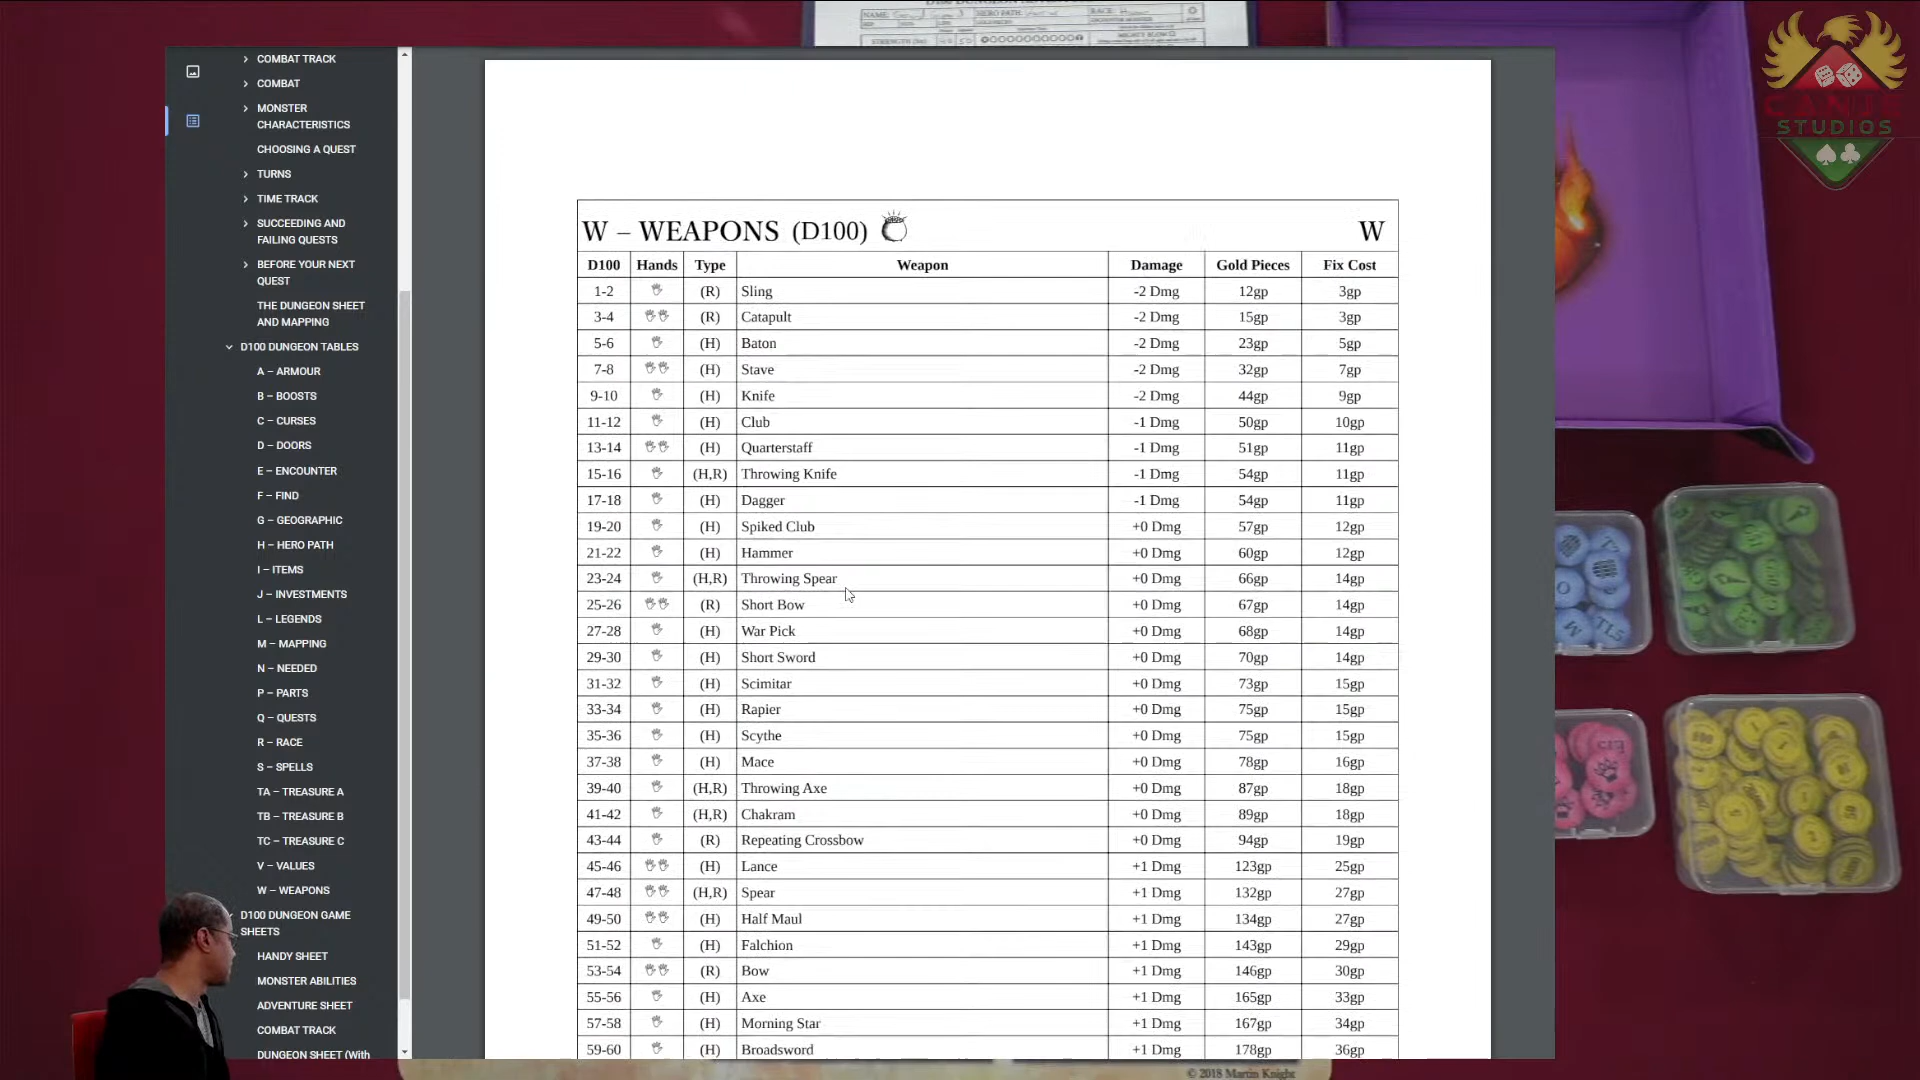 NAME:
HERO PATH:
RACE:
COMBAT TRACK
COMBAT
MONSTER
CHARACTERISTICS
CHOOSING A QUEST
TURNS
TIME TRACK
SUCCEEDING AND
FAILING QUESTS
BEFORE YOUR NEXT
QUEST
THE DUNGEON SHEET
AND MAPPING
D100 DUNGEON TABLES
A – ARMOUR
B – BOOSTS
C – CURSES
D – DOORS
E – ENCOUNTER
F – FIND
G – GEOGRAPHIC
H – HERO PATH
I – ITEMS
J – INVESTMENTS
L – LEGENDS
M – MAPPING
N – NEEDED
P – PARTS
Q – QUESTS
R – RACE
S – SPELLS
TA – TREASURE A
TB – TREASURE B
TC – TREASURE C
V – VALUES
W – WEAPONS
D100 DUNGEON GAME
SHEETS
HANDY SHEET
MONSTER ABILITIES
ADVENTURE SHEET
COMBAT TRACK
DUNGEON SHEET (With
W – WEAPONS (D100) W
D100 Hands Type Weapon Damage Gold Pieces Fix Cost
1-2 (R) Sling -2 Dmg 12gp 3gp
3-4 (R) Catapult -2 Dmg 15gp 3gp
5-6 (H) Baton -2 Dmg 23gp 5gp
7-8 (H) Stave -2 Dmg 32gp 7gp
9-10 (H) Knife -2 Dmg 44gp 9gp
11-12 (H) Club -1 Dmg 50gp 10gp
13-14 (H) Quarterstaff -1 Dmg 51gp 11gp
15-16 (H,R) Throwing Knife -1 Dmg 54gp 11gp
17-18 (H) Dagger -1 Dmg 54gp 11gp
19-20 (H) Spiked Club +0 Dmg 57gp 12gp
21-22 (H) Hammer +0 Dmg 60gp 12gp
23-24 (H,R) Throwing Spear +0 Dmg 66gp 14gp
25-26 (R) Short Bow +0 Dmg 67gp 14gp
27-28 (H) War Pick +0 Dmg 68gp 14gp
29-30 (H) Short Sword +0 Dmg 70gp 14gp
31-32 (H) Scimitar +0 Dmg 73gp 15gp
33-34 (H) Rapier +0 Dmg 75gp 15gp
35-36 (H) Scythe +0 Dmg 75gp 15gp
37-38 (H) Mace +0 Dmg 78gp 16gp
39-40 (H,R) Throwing Axe +0 Dmg 87gp 18gp
41-42 (H,R) Chakram +0 Dmg 89gp 18gp
43-44 (R) Repeating Crossbow +0 Dmg 94gp 19gp
45-46 (H) Lance +1 Dmg 123gp 25gp
47-48 (H,R) Spear +1 Dmg 132gp 27gp
49-50 (H) Half Maul +1 Dmg 134gp 27gp
51-52 (H) Falchion +1 Dmg 143gp 29gp
53-54 (R) Bow +1 Dmg 146gp 30gp
55-56 (H) Axe +1 Dmg 165gp 33gp
57-58 (H) Morning Star +1 Dmg 167gp 34gp
59-60 (H) Broadsword +1 Dmg 178gp 36gp
STUDIOS
© 2018 Martin Knight